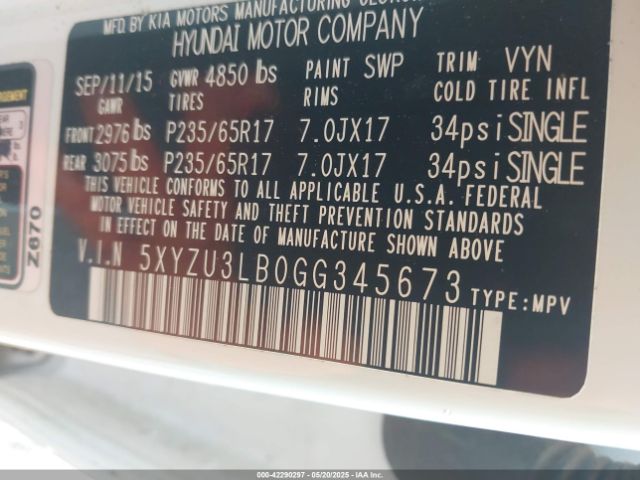 MFD. BY KIA MOTORS MANUFACTURING
HYUNDAI MOTOR COMPANY
SEP/11/15 GVWR 4850 lbs PAINT SWP TRIM VYN
GAWR TIRES RIMS COLD TIRE INFL
FRONT 2976 lbs P235/65R17 7.0JX17 34psi SINGLE
REAR 3075 lbs P235/65R17 7.0JX17 34psi SINGLE
THIS VEHICLE CONFORMS TO ALL APPLICABLE U.S.A. FEDERAL
MOTOR VEHICLE SAFETY AND THEFT PREVENTION STANDARDS
IN EFFECT ON THE DATE OF MANUFACTURE SHOWN ABOVE
V.I.N 5XYZU3LB0GG345673 TYPE:MPV
Z670
000-42290297 - 05/20/2025 - IAAI.COM